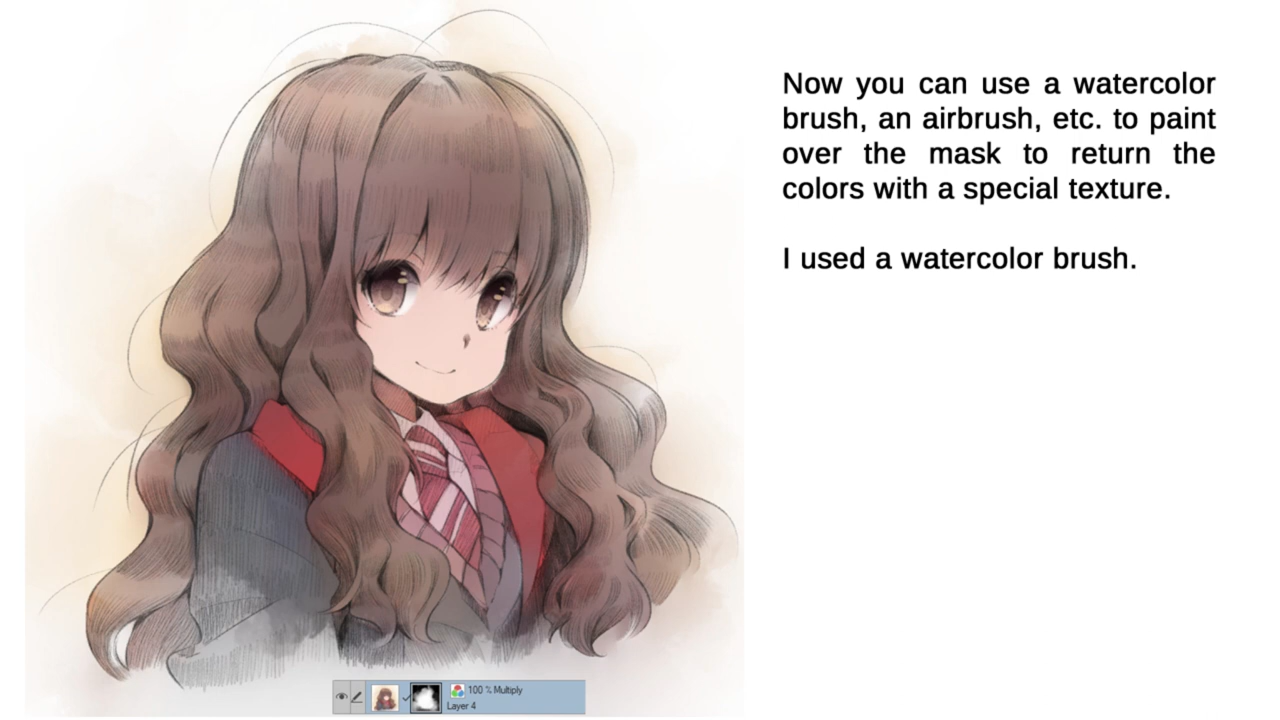 Now you can use a watercolor
brush, an airbrush, etc. to paint
over the mask to return the
colors with a special texture.
I used a watercolor brush.
100 % Multiply
Layer 4